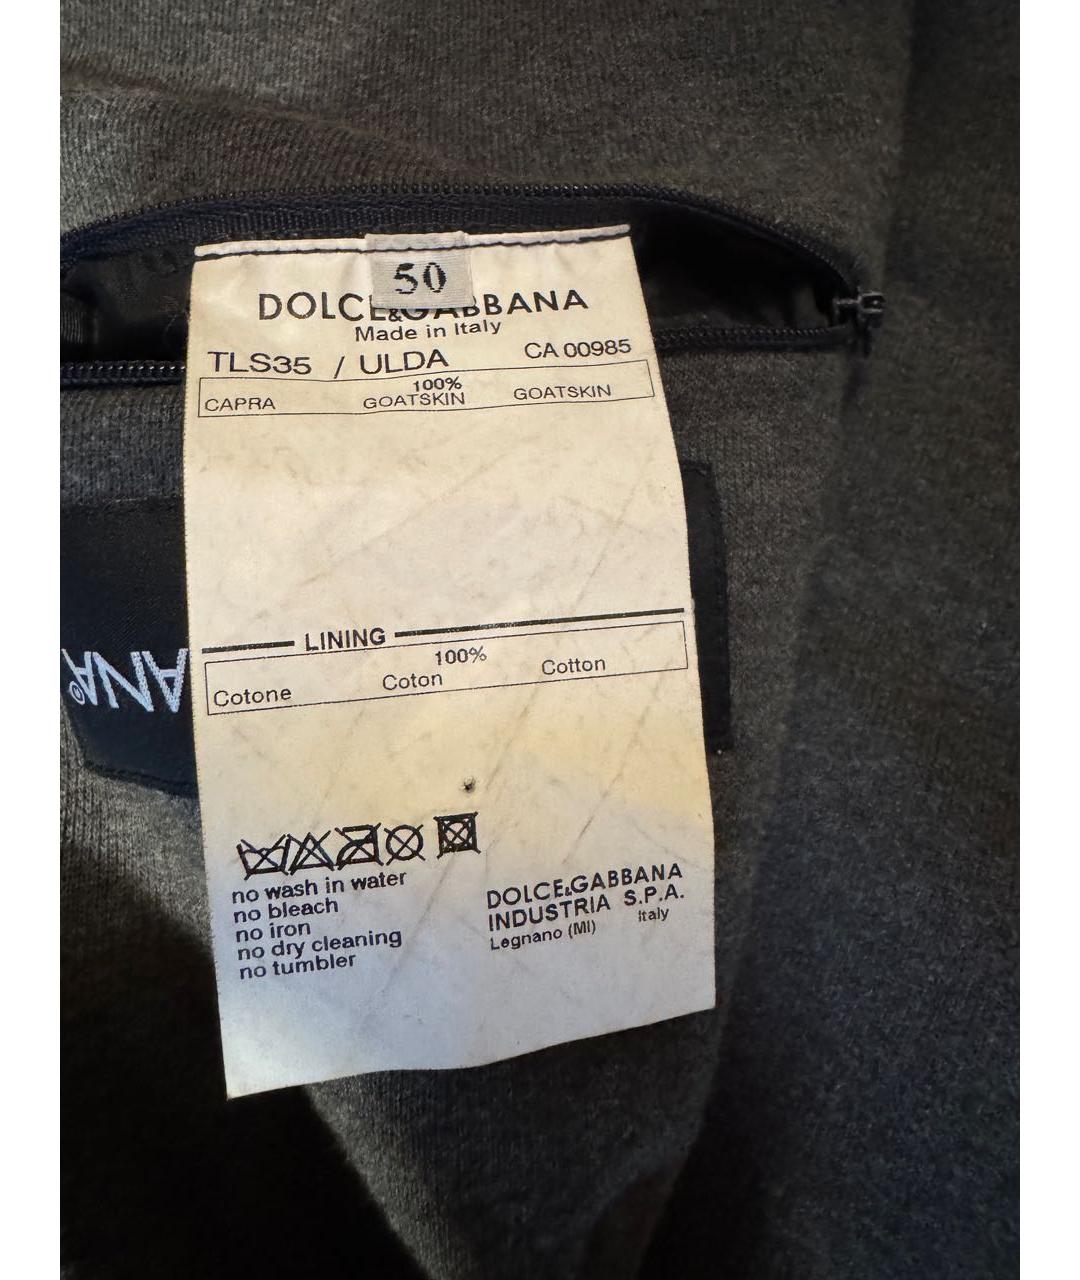 50
DOLCE&GABBANA
Made in Italy
TLS35 / ULDA CA 00985
100%
CAPRA GOATSKIN GOATSKIN
LINING
100%
Cotone Coton Cotton
ANA®
no wash in water
no bleach
no iron
no dry cleaning
no tumbler
DOLCE&GABBANA
INDUSTRIA S.P.A.
Legnano (MI) Italy